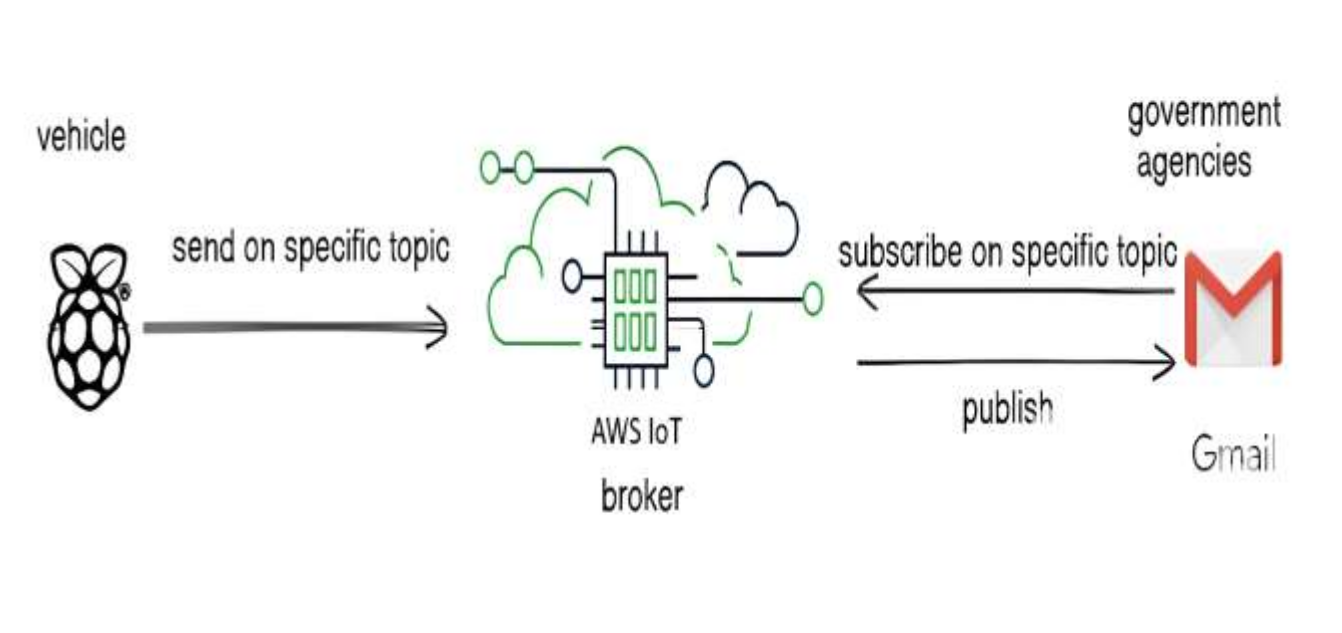 vehicle
send on specific topic
AWS IoT
broker
government
agencies
subscribe on specific topic
publish
Gmail